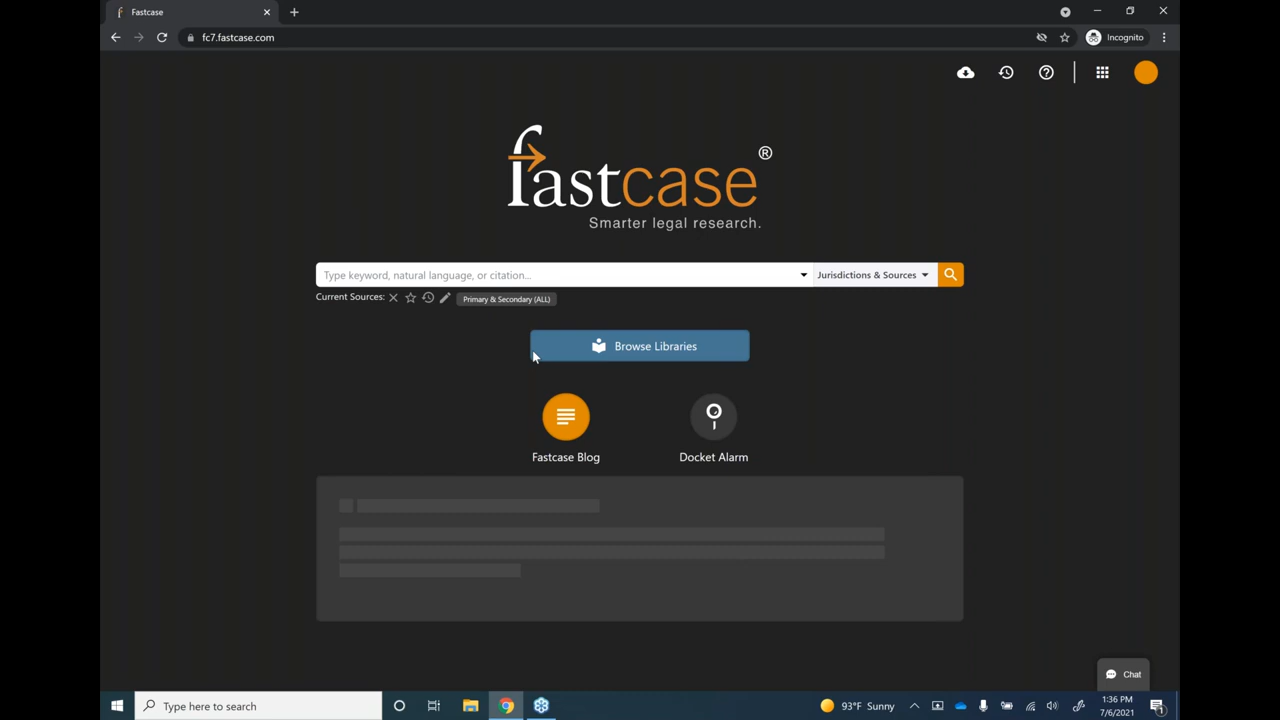 Fastcase
fc7.fastcase.com
Incognito
fastcase®
Smarter legal research.
Type keyword, natural language, or citation...
Jurisdictions & Sources
Current Sources:
Primary & Secondary (ALL)
Browse Libraries
Fastcase Blog
Docket Alarm
Chat
Type here to search
93°F Sunny
1:36 PM
7/6/2021
1